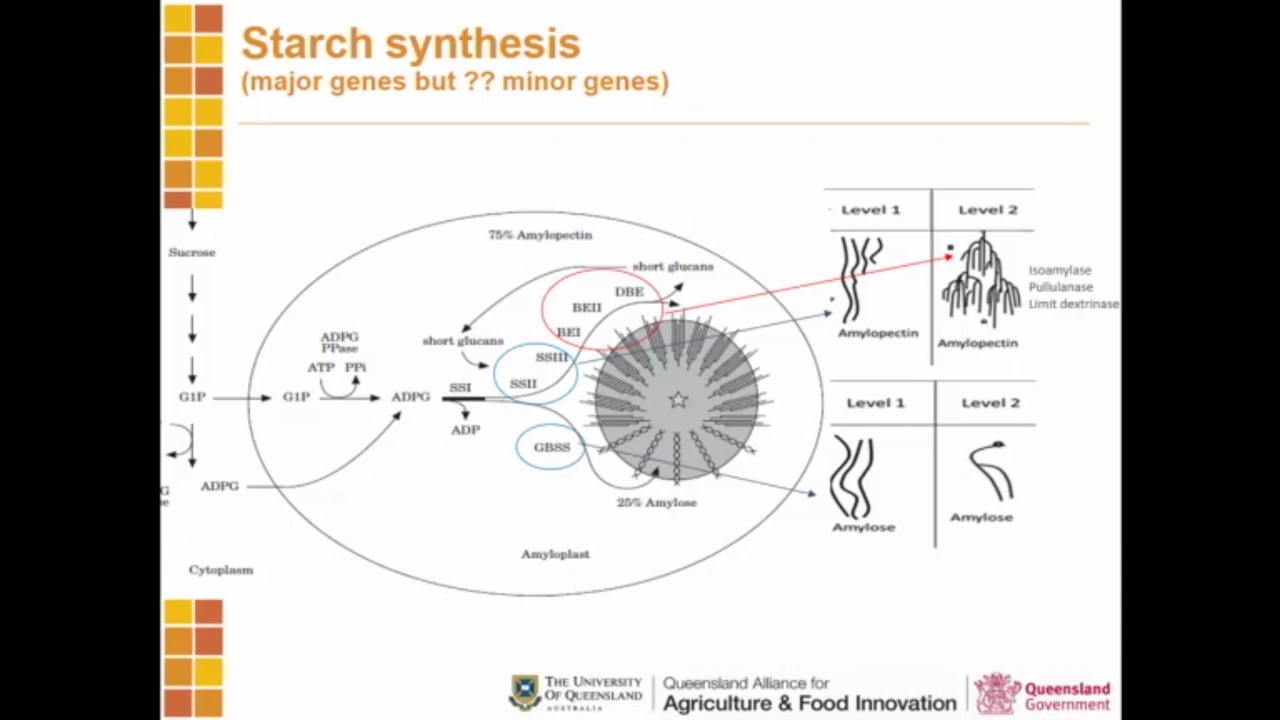 Starch synthesis
(major genes but ?? minor genes)
Sucrose
G1P
ADPG
Cytoplasm
75% Amylopectin
short glucans
DBE
BEII
BEI
short glucans
SSIII
SSII
ADPG
PPase
ATP PPi
G1P
ADPG
SSI
ADP
GBSS
25% Amylose
Amyloplast
Level 1
Level 2
Amylopectin
Amylopectin
Isoamylase
Pullulanase
Limit dextrinase
Level 1
Level 2
Amylose
Amylose
THE UNIVERSITY
OF QUEENSLAND
AUSTRALIA
Queensland Alliance for
Agriculture & Food Innovation
Queensland
Government